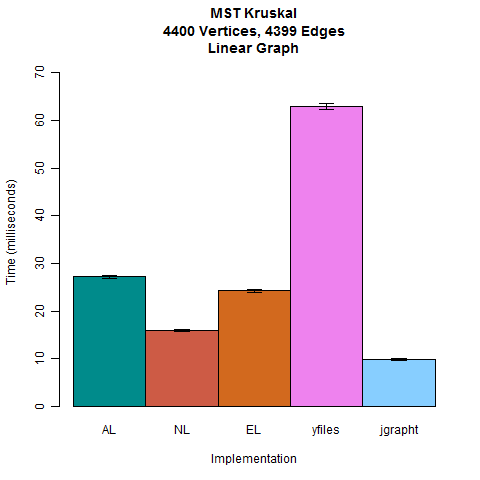 MST Kruskal
4400 Vertices, 4399 Edges
Linear Graph
Time (milliseconds)
70
60
50
40
30
20
10
0
AL NL EL yfiles jgrapht
Implementation